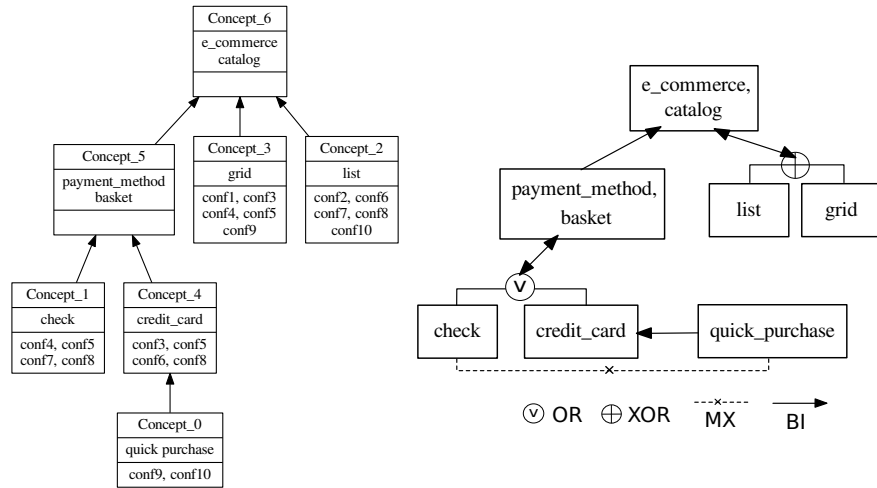 Concept_6
e_commerce
catalog
Concept_5
payment_method
basket
Concept_3
grid
conf1, conf3
conf4, conf5
conf9
Concept_2
list
conf2, conf6
conf7, conf8
conf10
Concept_1
check
conf4, conf5
conf7, conf8
Concept_4
credit_card
conf3, conf5
conf6, conf8
Concept_0
quick purchase
conf9, conf10
e_commerce,
catalog
payment_method,
basket
list
grid
check
credit_card
quick_purchase
OR
XOR
MX
BI